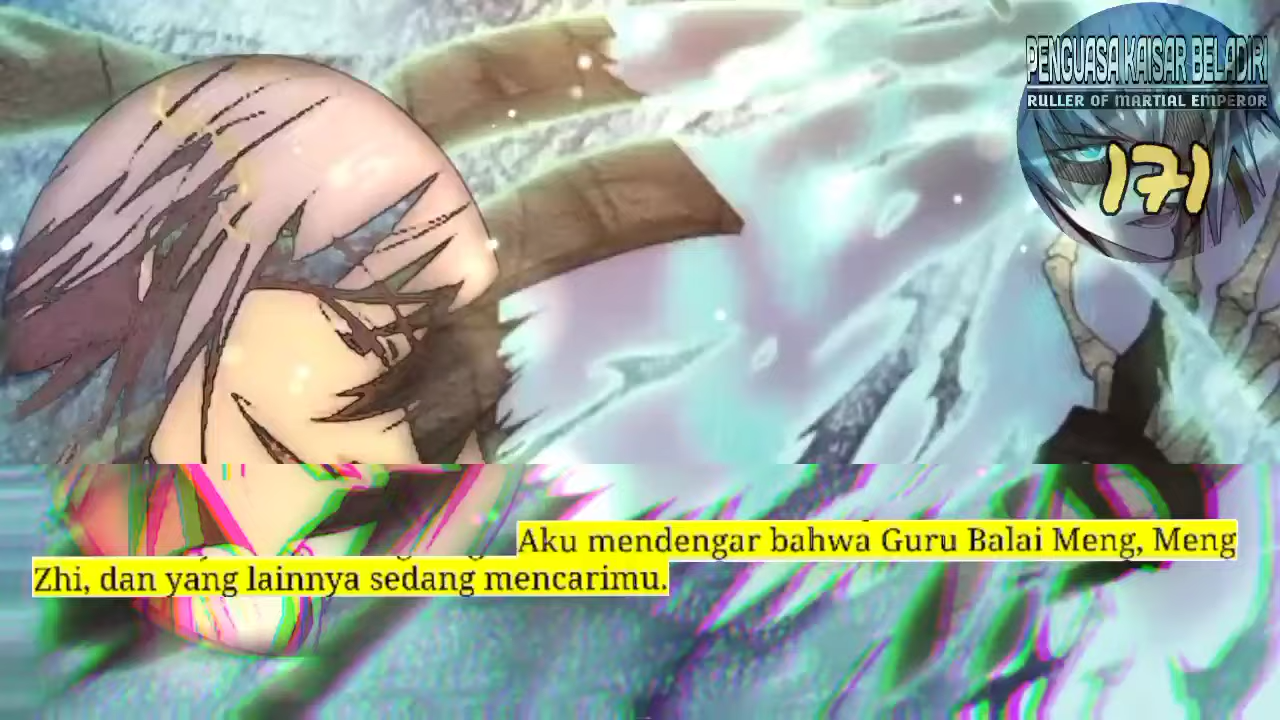 PENGUASA KAISAR BELADIRI
RULLER OF MARTIAL EMPEROR
171
Aku mendengar bahwa Guru Balai Meng, Meng
Zhi, dan yang lainnya sedang mencarimu.